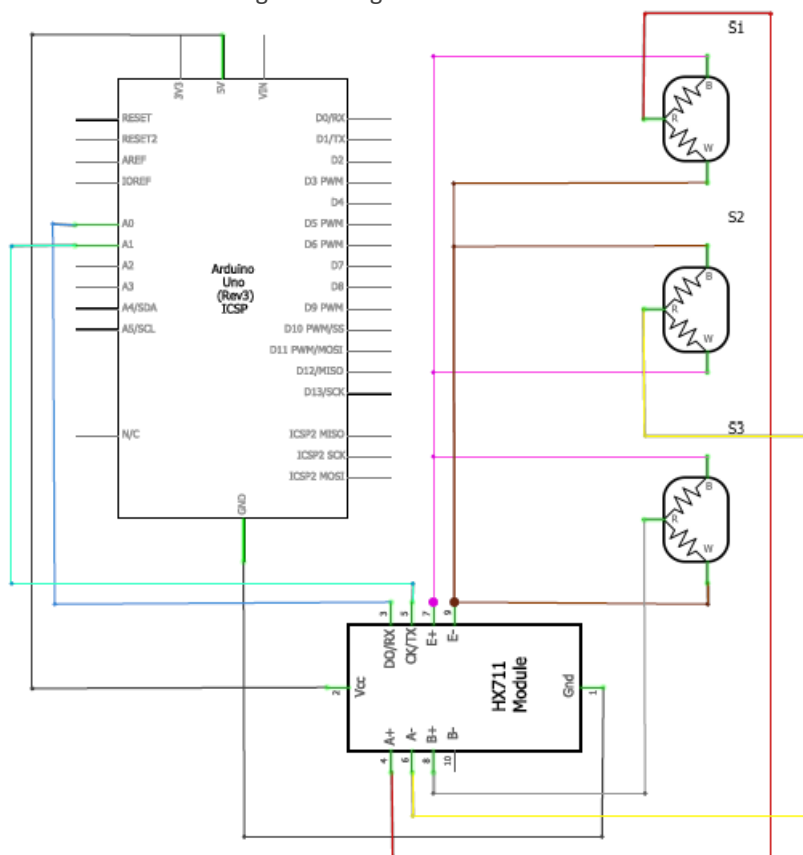 S1
3V3
5V
VIN
B
R
W
RESET
D0/RX
RESET2
D1/TX
AREF
D2
IOREF
D3 PWM
D4
A0
D5 PWM
A1
D6 PWM
A2
D7
A3
D8
A4/SDA
D9 PWM
A5/SCL
D10 PWM/SS
D11 PWM/MOSI
D12/MISO
D13/SCK
N/C
ICSP2 MISO
ICSP2 SCK
ICSP2 MOSI
GND
Arduino
Uno
(Rev3)
ICSP
S2
B
R
W
S3
B
R
W
3
5
7
9
DO/RX
CK/TX
E+
E-
2
Vcc
HX711
Module
Gnd
1
A+
A-
B+
B-
4
6
8
10